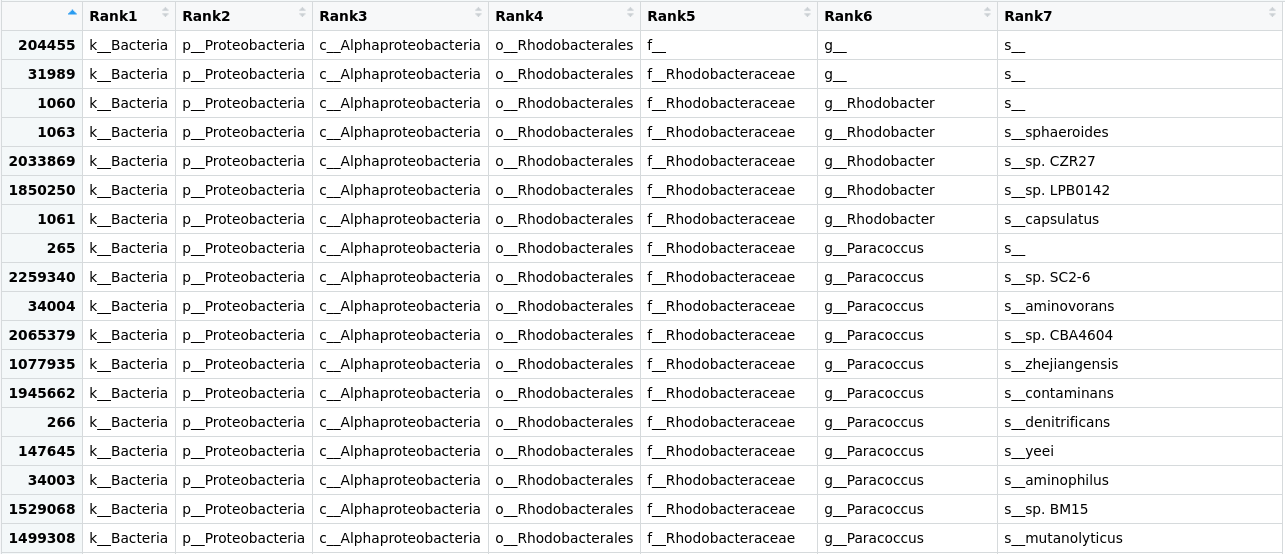 Rank1 Rank2 Rank3 Rank4 Rank5 Rank6 Rank7
204455 k__Bacteria p__Proteobacteria c__Alphaproteobacteria o__Rhodobacterales f__ g__ s__
31989 k__Bacteria p__Proteobacteria c__Alphaproteobacteria o__Rhodobacterales f__Rhodobacteraceae g__ s__
1060 k__Bacteria p__Proteobacteria c__Alphaproteobacteria o__Rhodobacterales f__Rhodobacteraceae g__Rhodobacter s__
1063 k__Bacteria p__Proteobacteria c__Alphaproteobacteria o__Rhodobacterales f__Rhodobacteraceae g__Rhodobacter s__sphaeroides
2033869 k__Bacteria p__Proteobacteria c__Alphaproteobacteria o__Rhodobacterales f__Rhodobacteraceae g__Rhodobacter s__sp. CZR27
1850250 k__Bacteria p__Proteobacteria c__Alphaproteobacteria o__Rhodobacterales f__Rhodobacteraceae g__Rhodobacter s__sp. LPB0142
1061 k__Bacteria p__Proteobacteria c__Alphaproteobacteria o__Rhodobacterales f__Rhodobacteraceae g__Rhodobacter s__capsulatus
265 k__Bacteria p__Proteobacteria c__Alphaproteobacteria o__Rhodobacterales f__Rhodobacteraceae g__Paracoccus s__
2259340 k__Bacteria p__Proteobacteria c__Alphaproteobacteria o__Rhodobacterales f__Rhodobacteraceae g__Paracoccus s__sp. SC2-6
34004 k__Bacteria p__Proteobacteria c__Alphaproteobacteria o__Rhodobacterales f__Rhodobacteraceae g__Paracoccus s__aminovorans
2065379 k__Bacteria p__Proteobacteria c__Alphaproteobacteria o__Rhodobacterales f__Rhodobacteraceae g__Paracoccus s__sp. CBA4604
1077935 k__Bacteria p__Proteobacteria c__Alphaproteobacteria o__Rhodobacterales f__Rhodobacteraceae g__Paracoccus s__zhejiangensis
1945662 k__Bacteria p__Proteobacteria c__Alphaproteobacteria o__Rhodobacterales f__Rhodobacteraceae g__Paracoccus s__contaminans
266 k__Bacteria p__Proteobacteria c__Alphaproteobacteria o__Rhodobacterales f__Rhodobacteraceae g__Paracoccus s__denitrificans
147645 k__Bacteria p__Proteobacteria c__Alphaproteobacteria o__Rhodobacterales f__Rhodobacteraceae g__Paracoccus s__yeei
34003 k__Bacteria p__Proteobacteria c__Alphaproteobacteria o__Rhodobacterales f__Rhodobacteraceae g__Paracoccus s__aminophilus
1529068 k__Bacteria p__Proteobacteria c__Alphaproteobacteria o__Rhodobacterales f__Rhodobacteraceae g__Paracoccus s__sp. BM15
1499308 k__Bacteria p__Proteobacteria c__Alphaproteobacteria o__Rhodobacterales f__Rhodobacteraceae g__Paracoccus s__mutanolyticus